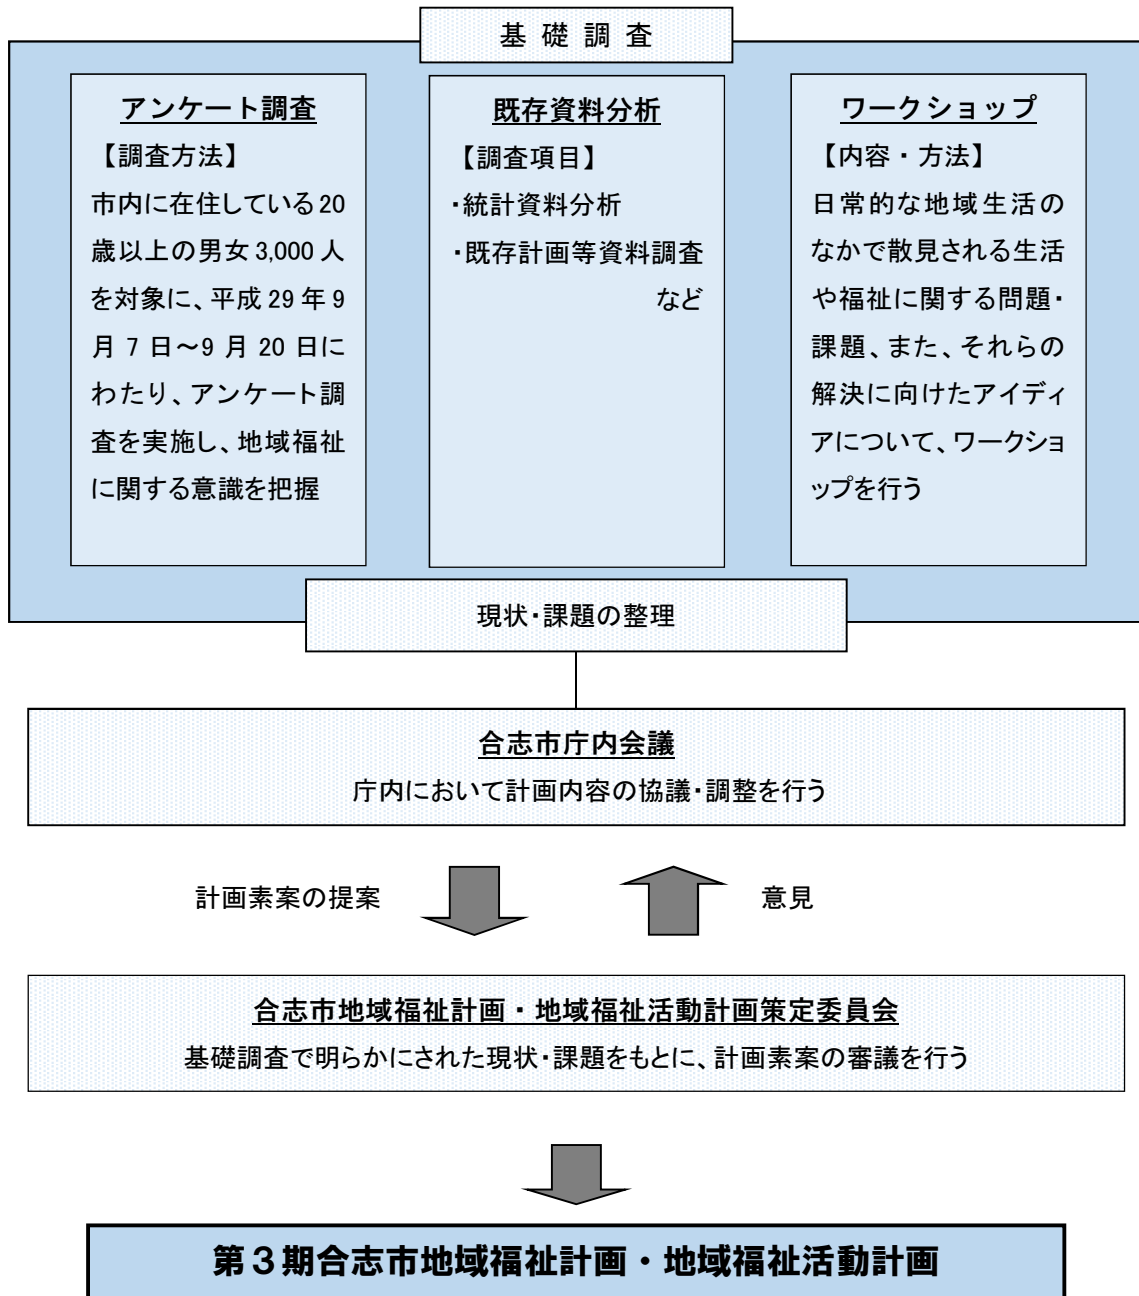 基礎調査
アンケート調査
【調査方法】
市内に在住している20
歳以上の男女3,000人
を対象に、平成29年9
月7日～9月20日に
わたり、アンケート調
査を実施し、地域福祉
に関する意識を把握
既存資料分析
【調査項目】
・統計資料分析
・既存計画等資料調査
など
ワークショップ
【内容・方法】
日常的な地域生活の
なかで散見される生活
や福祉に関する問題・
課題、また、それらの
解決に向けたアイディ
アについて、ワークショ
ップを行う
現状・課題の整理
合志市庁内会議
庁内において計画内容の協議・調整を行う
計画素案の提案
意見
合志市地域福祉計画・地域福祉活動計画策定委員会
基礎調査で明らかにされた現状・課題をもとに、計画素案の審議を行う
第3期合志市地域福祉計画・地域福祉活動計画